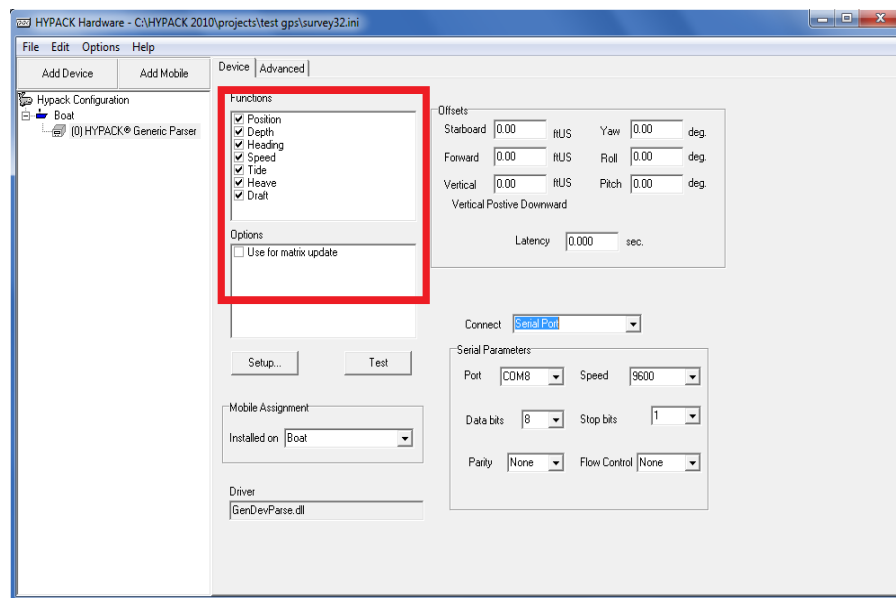 HYPACK Hardware - C:\HYPACK 2010\projects\test gps\survey32.ini
File Edit Options Help
Add Device Add Mobile
Device Advanced
Hypack Configuration
Boat
(0) HYPACK® Generic Parser
Functions
Position
Depth
Heading
Speed
Tide
Heave
Draft
Options
Use for matrix update
Setup... Test
Mobile Assignment
Installed on Boat
Driver
GenDevParse.dll
Offsets
Starboard 0.00 ftUS Yaw 0.00 deg.
Forward 0.00 ftUS Roll 0.00 deg.
Vertical 0.00 ftUS Pitch 0.00 deg.
Vertical Postive Downward
Latency 0.000 sec.
Connect Serial Port
Serial Parameters
Port COM8 Speed 9600
Data bits 8 Stop bits 1
Parity None Flow Control None